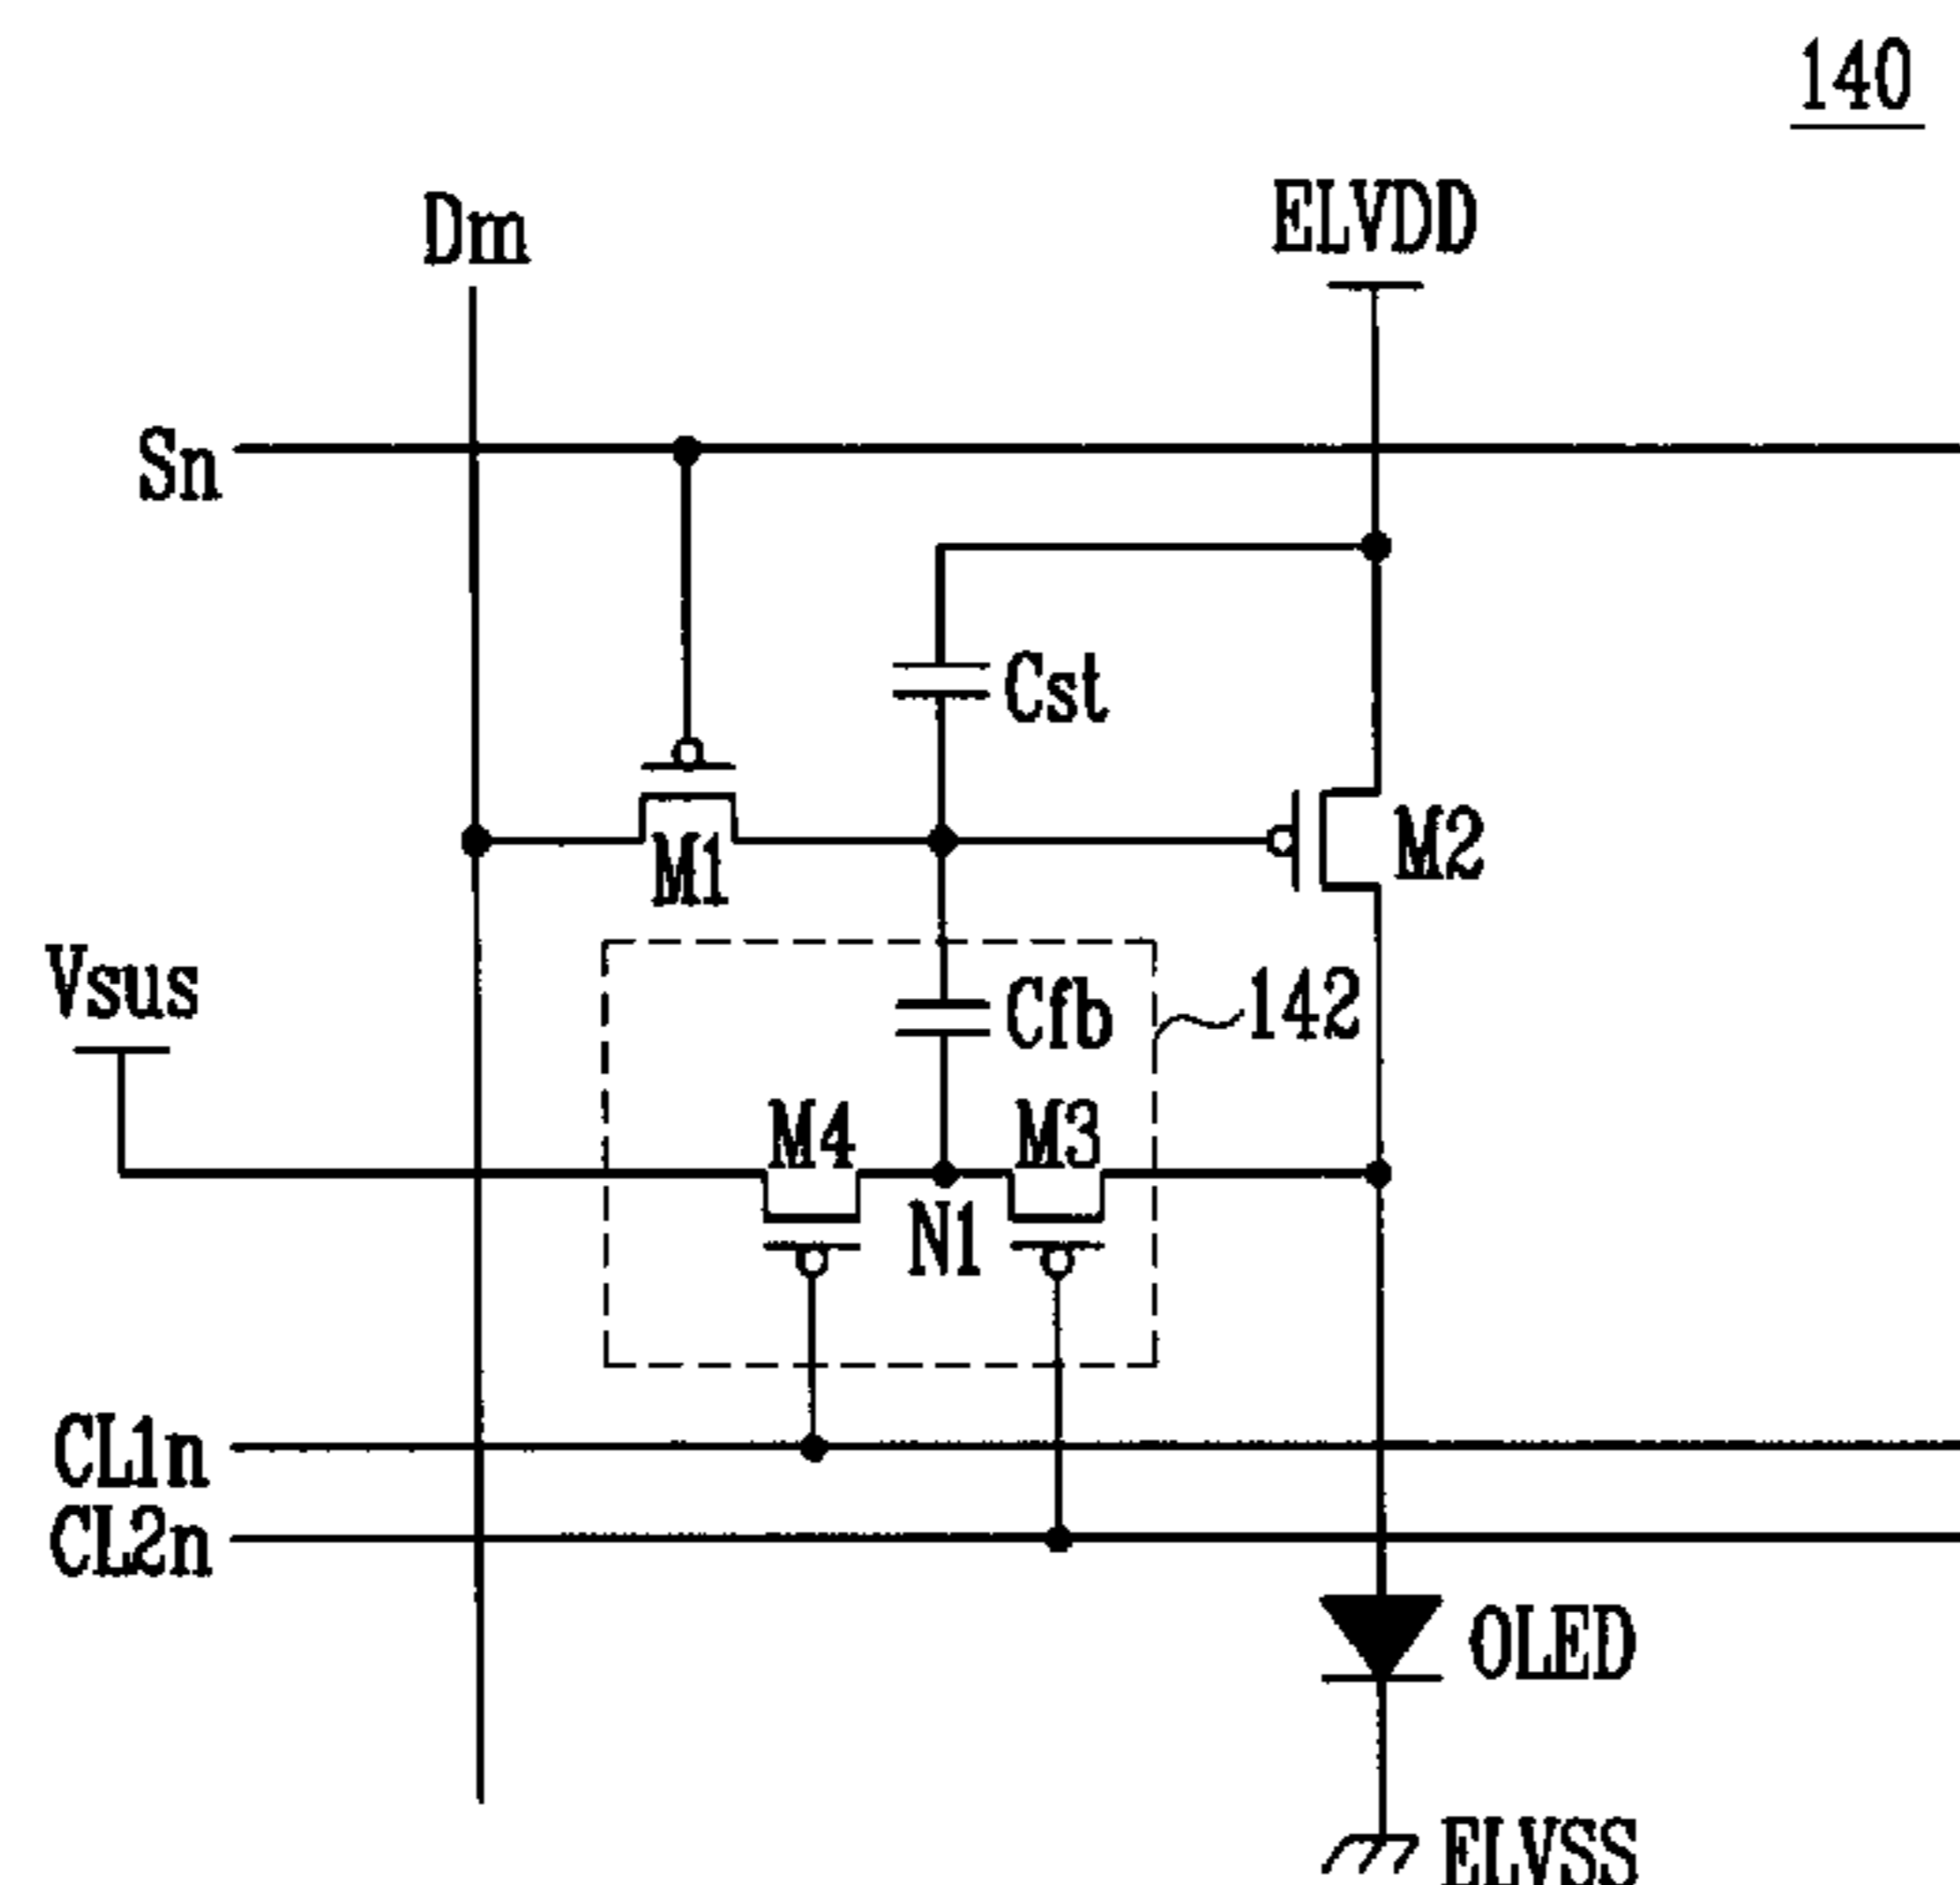 140
Dm
ELVDD
Sn
Cst
M1
M2
Vsus
Cfb
142
M4
M3
N1
CL1n
CL2n
OLED
ELVSS